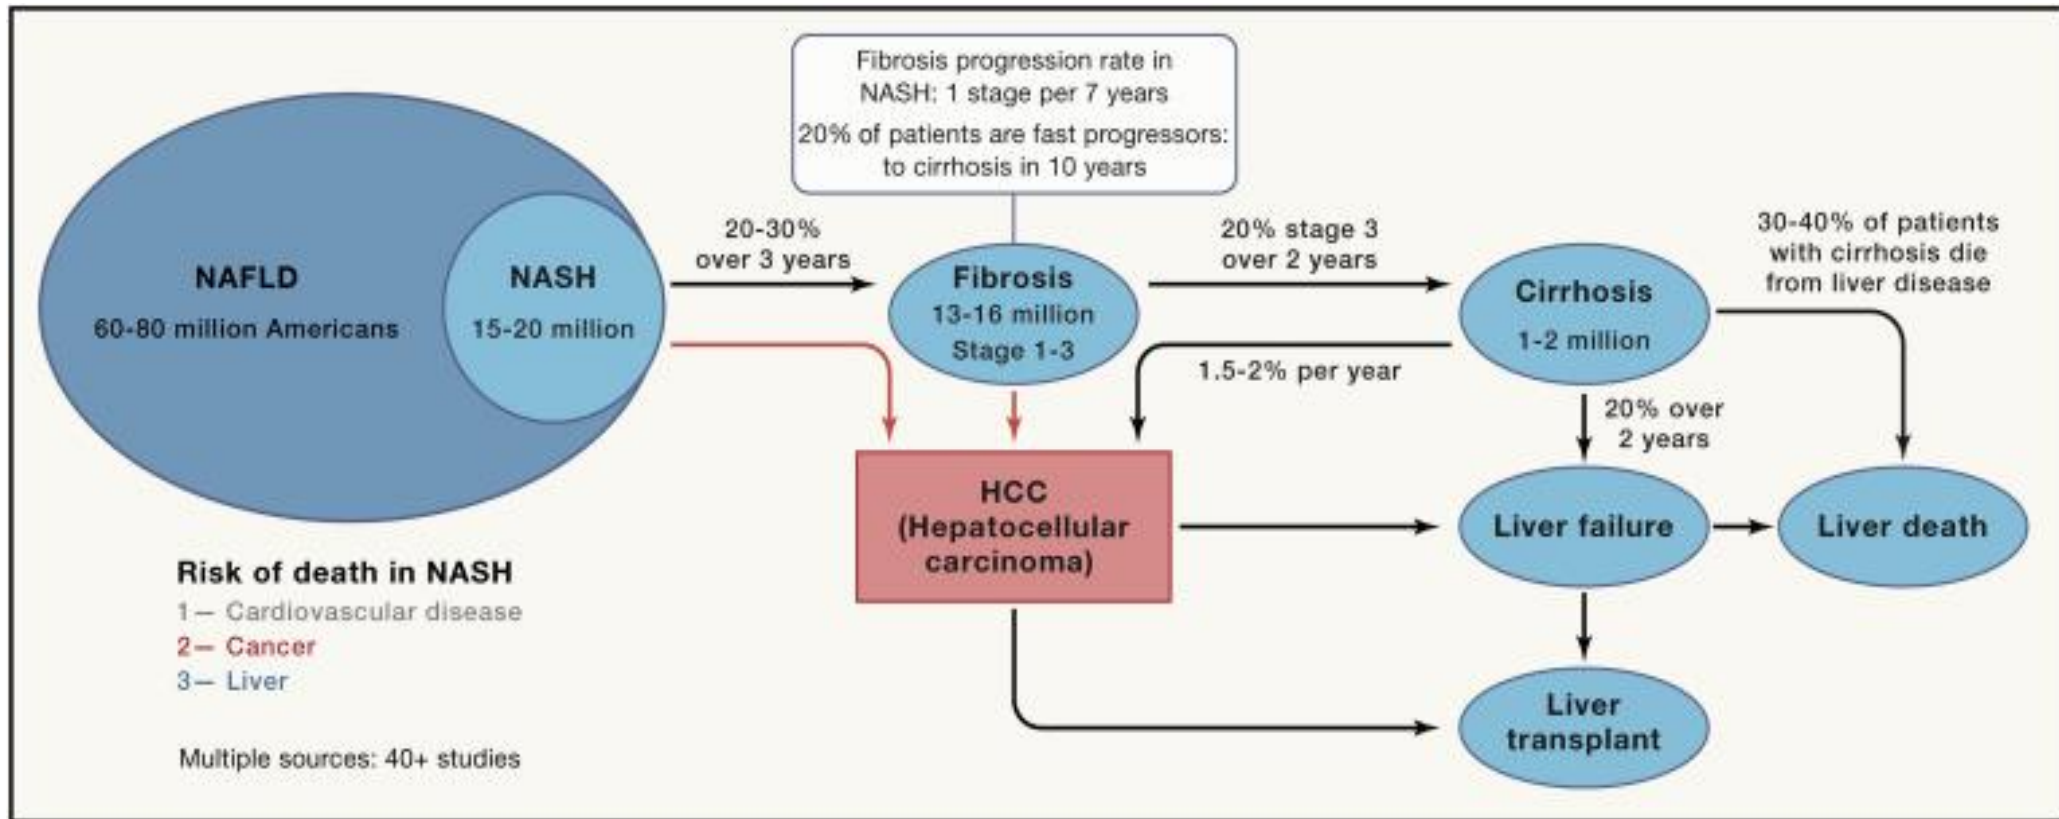 Fibrosis progression rate in
NASH: 1 stage per 7 years
20% of patients are fast progressors:
to cirrhosis in 10 years
NAFLD
60-80 million Americans
NASH
15-20 million
20-30%
over 3 years
Fibrosis
13-16 million
Stage 1-3
20% stage 3
over 2 years
Cirrhosis
1-2 million
30-40% of patients
with cirrhosis die
from liver disease
1.5-2% per year
20% over
2 years
HCC
(Hepatocellular
carcinoma)
Liver failure
Liver death
Liver
transplant
Risk of death in NASH
1— Cardiovascular disease
2— Cancer
3— Liver
Multiple sources: 40+ studies